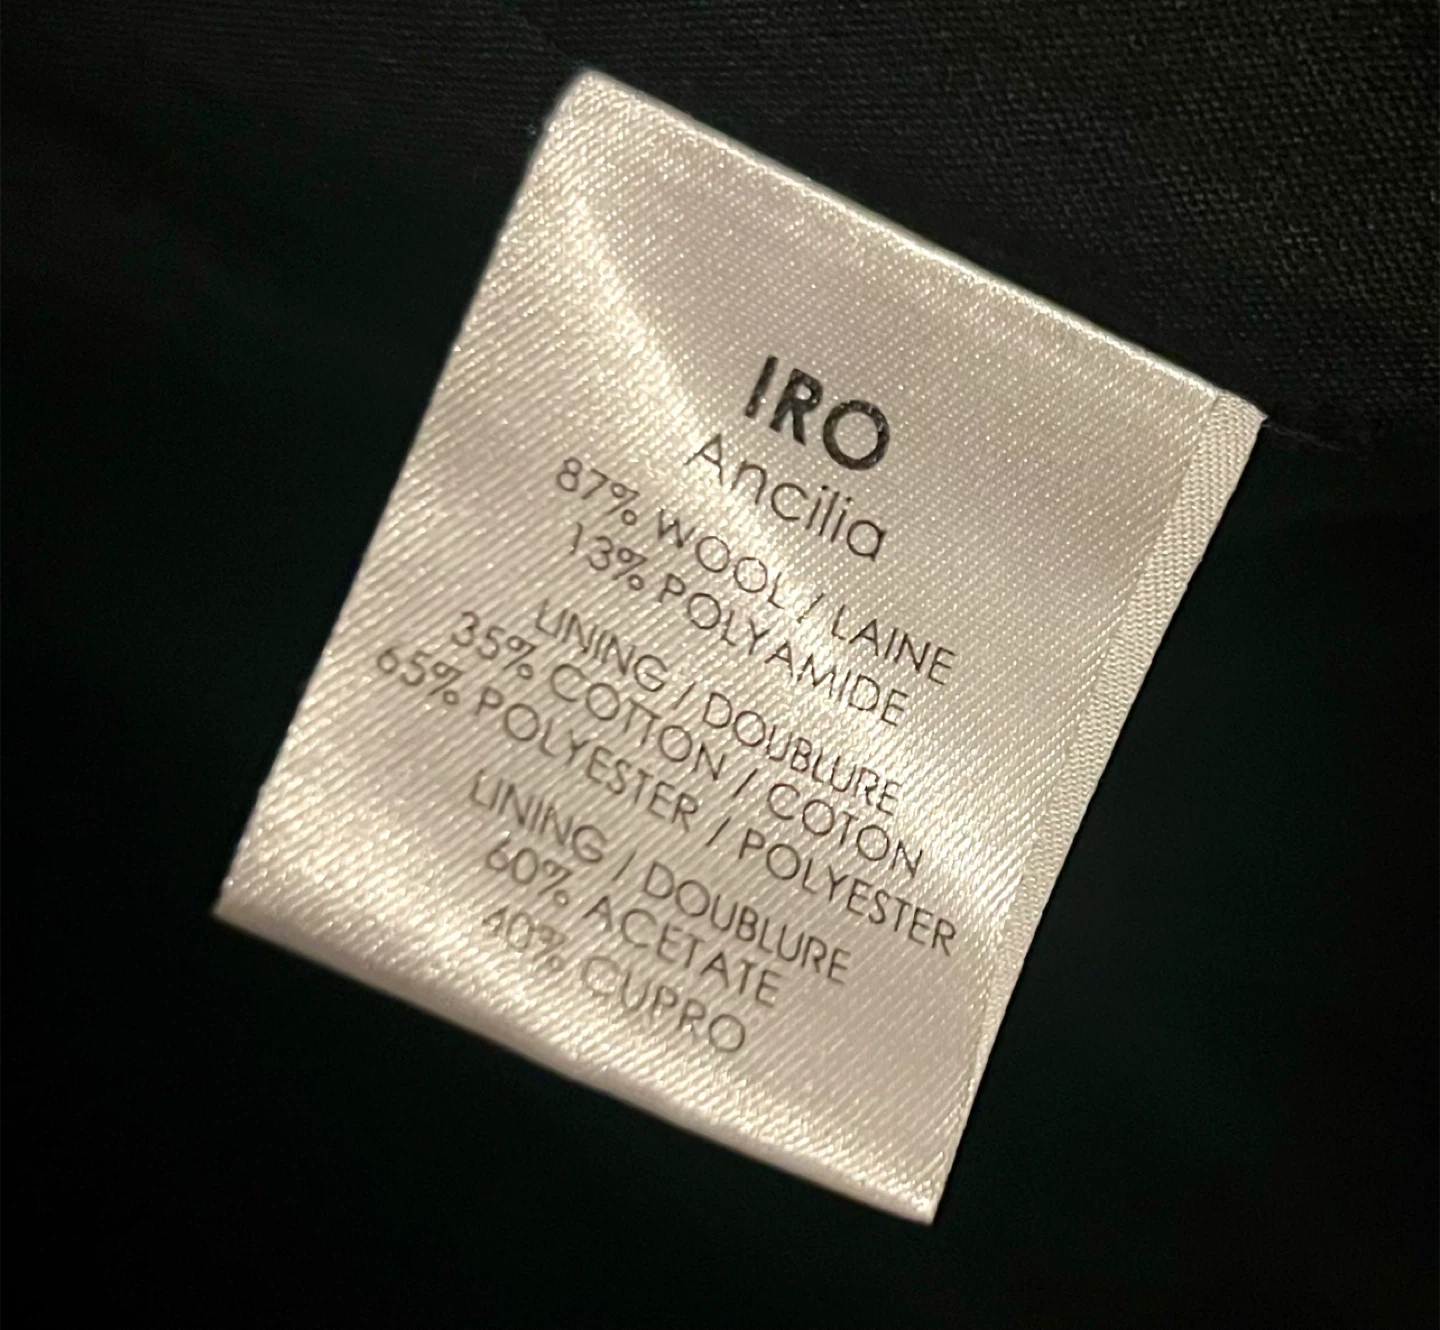 IRO
Ancilia
87% WOOL / LAINE
13% POLYAMIDE
LINING / DOUBLURE
35% COTTON / COTON
65% POLYESTER / POLYESTER
LINING / DOUBLURE
60% ACETATE
40% CUPRO